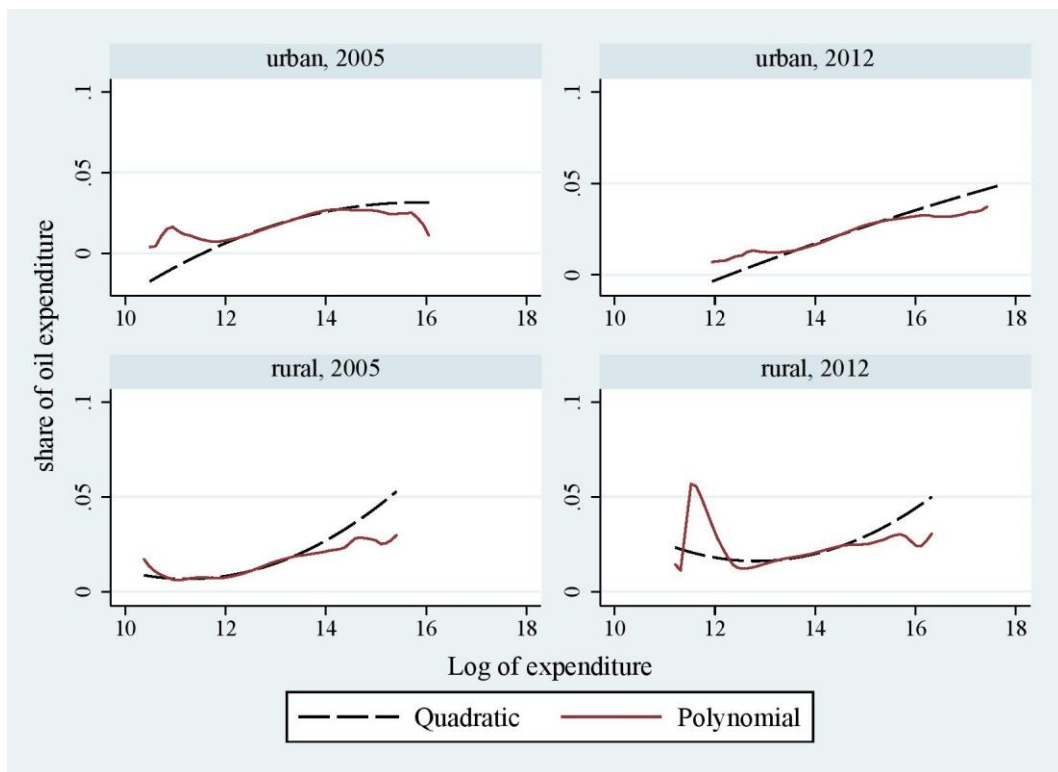 urban, 2005
urban, 2012
.1
.05
0
10 12 14 16 18
.1
.05
0
10 12 14 16 18
rural, 2005
rural, 2012
.1
.05
0
10 12 14 16 18
.1
.05
0
10 12 14 16 18
share of oil expenditure
Log of expenditure
Quadratic Polynomial